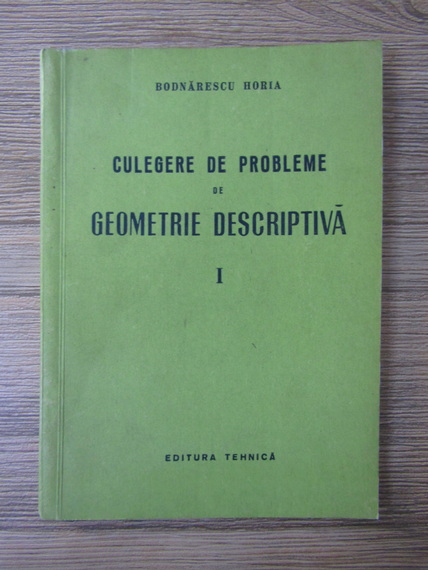 BODNĂRESCU HORIA
CULEGERE DE PROBLEME
DE
GEOMETRIE DESCRIPTIVĂ
I
EDITURA TEHNICĂ